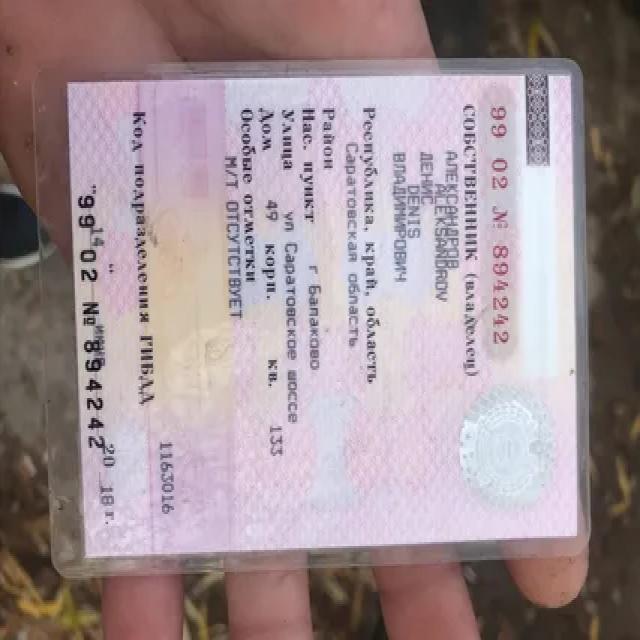 99 02 № 894242
СОБСТВЕННИК (владелец)
АЛЕКСАНДРОВ
ALEKSANDROV
ДЕНИС
DENIS
ВЛАДИМИРОВИЧ
Республика, край, область
Саратовская область
Район
Нас. пункт г Балаково
Улица ул Саратовское шоссе
Дом 49 корп. кв. 133
Особые отметки
М/Т ОТСУТСТВУЕТ
1163016
Код подразделения ГИБДД
"14" 20 18 г.
99 02 № 894242